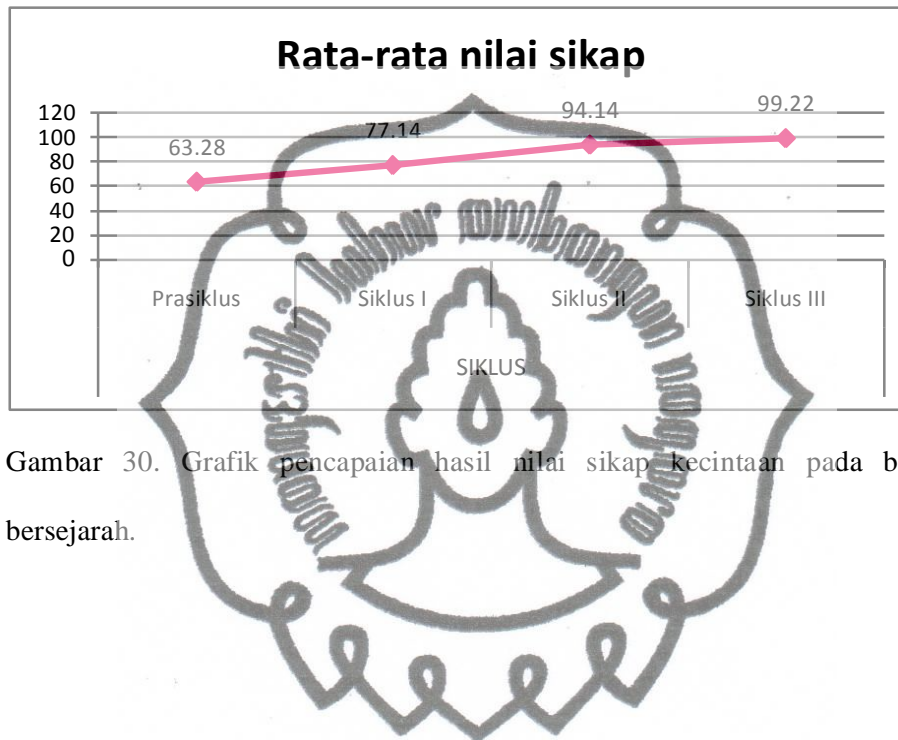 Rata-rata nilai sikap
120
100
80
60
40
20
0
63.28
77.14
94.14
99.22
Prasiklus
Siklus I
Siklus II
Siklus III
SIKLUS
Gambar 30. Grafik pencapaian hasil nilai sikap kecintaan pada b
bersejarah.